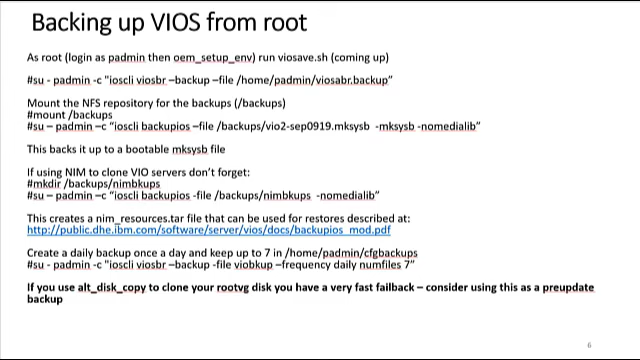 Backing up VIOS from root
As root (login as padmin then oem_setup_env) run viosave.sh (coming up)
#su - padmin -c "ioscli viosbr –backup –file /home/padmin/viosabr.backup"
Mount the NFS repository for the backups (/backups)
#mount /backups
#su – padmin –c "ioscli backupios –file /backups/vio2-sep0919.mksysb -mksysb -nomedialib"
This backs it up to a bootable mksysb file
If using NIM to clone VIO servers don't forget:
#mkdir /backups/nimbkups
#su – padmin –c "ioscli backupios -file /backups/nimbkups -nomedialib"
This creates a nim_resources.tar file that can be used for restores described at:
http://public.dhe.ibm.com/software/server/vios/docs/backupios_mod.pdf
Create a daily backup once a day and keep up to 7 in /home/padmin/cfgbackups
#su - padmin -c "ioscli viosbr –backup -file viobkup –frequency daily numfiles 7"
If you use alt_disk_copy to clone your rootvg disk you have a very fast failback – consider using this as a preupdate
backup
6